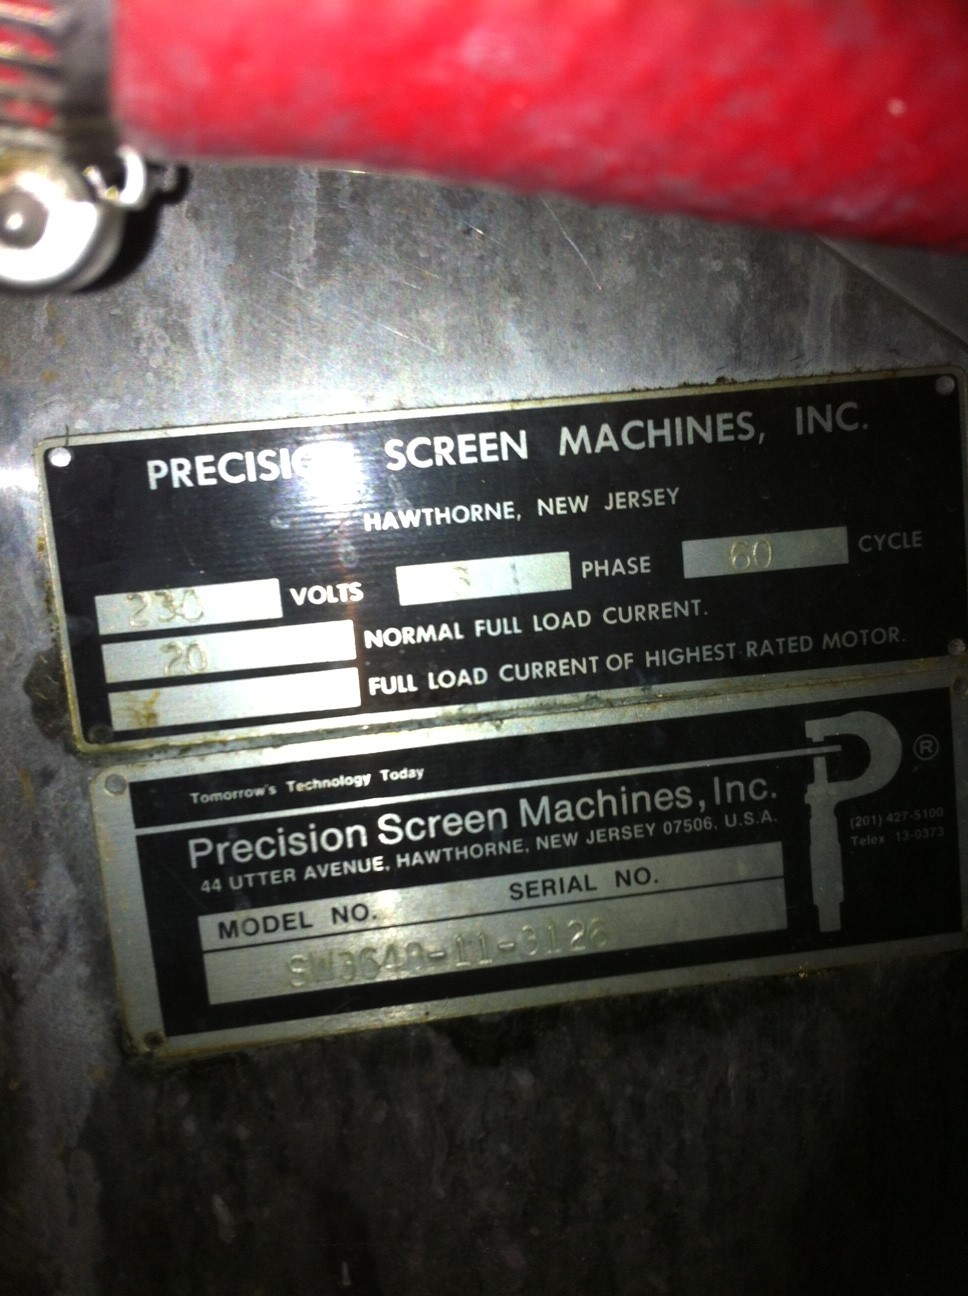 PRECISION SCREEN MACHINES, INC.
HAWTHORNE, NEW JERSEY
230 VOLTS PHASE 60 CYCLE
20 NORMAL FULL LOAD CURRENT.
FULL LOAD CURRENT OF HIGHEST RATED MOTOR.
Tomorrow's Technology Today
Precision Screen Machines, Inc. ®
44 UTTER AVENUE, HAWTHORNE, NEW JERSEY 07506, U.S.A.
(201) 427-5100
Telex 13-0373
MODEL NO. SERIAL NO.